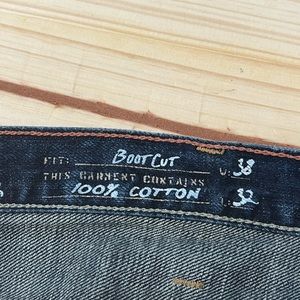 FIT: BOOT CUT W: 38
THIS GARMENT CONTAINS
100% COTTON L: 32